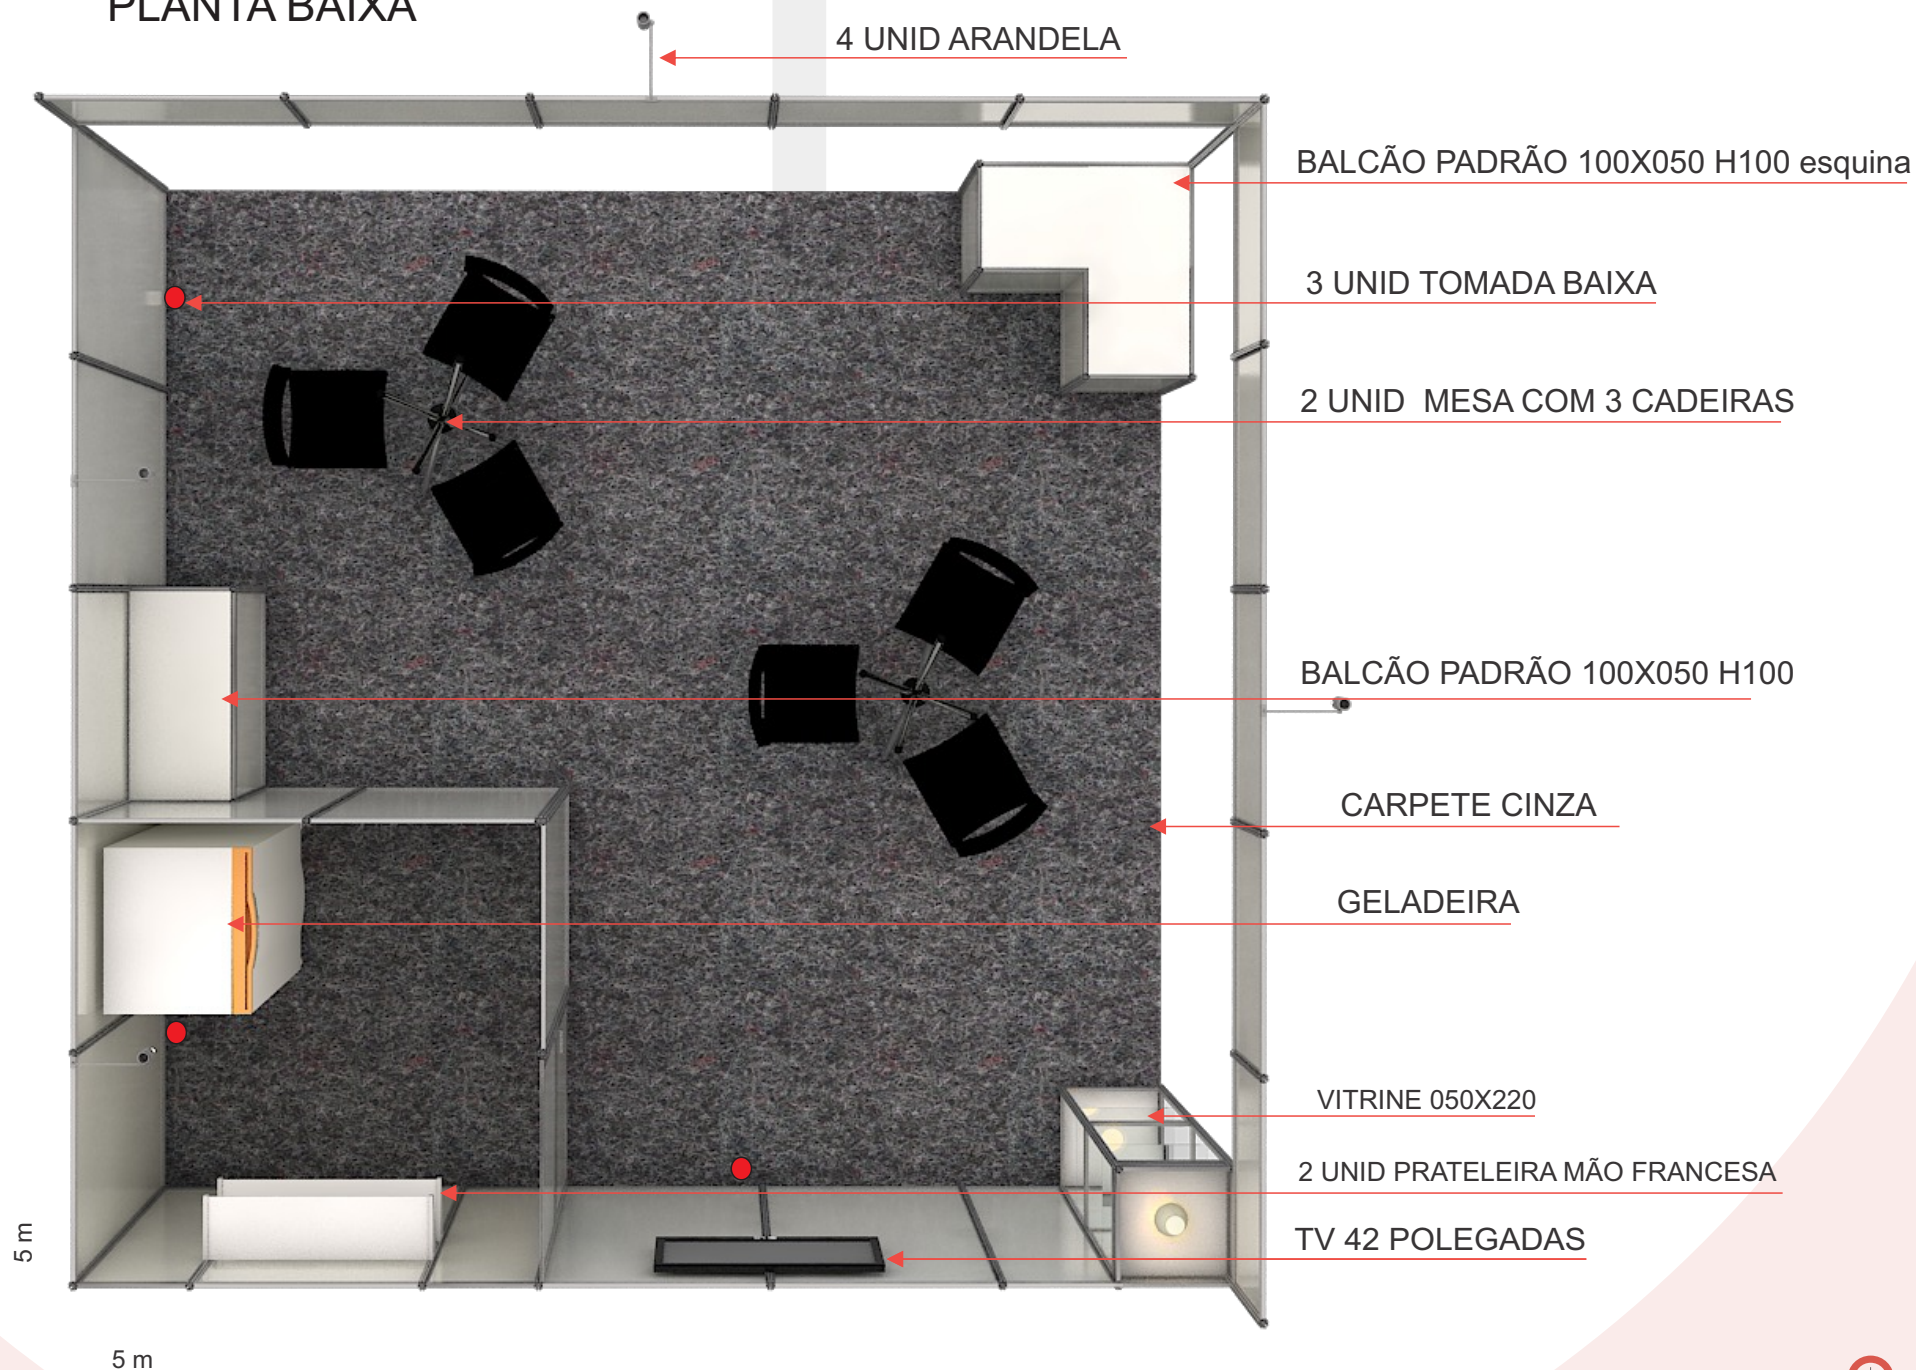 PLANTA BAIXA
4 UNID ARANDELA
BALCÃO PADRÃO 100X050 H100 esquina
3 UNID TOMADA BAIXA
2 UNID  MESA COM 3 CADEIRAS
BALCÃO PADRÃO 100X050 H100
CARPETE CINZA
GELADEIRA
VITRINE 050X220
2 UNID PRATELEIRA MÃO FRANCESA
TV 42 POLEGADAS
5 m
5 m